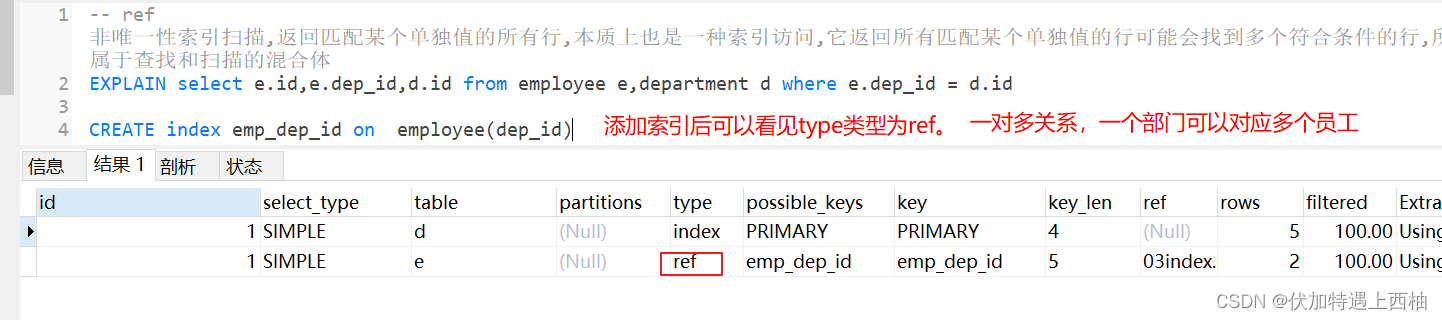 1 -- ref
非唯一性索引扫描,返回匹配某个单独值的所有行,本质上也是一种索引访问,它返回所有匹配某个单独值的行可能会找到多个符合条件的行,
属于查找和扫描的混合体
2 EXPLAIN select e.id,e.dep_id,d.id from employee e,department d where e.dep_id = d.id
3
4 CREATE index emp_dep_id on  employee(dep_id) 添加索引后可以看见type类型为ref。 一对多关系，一个部门可以对应多个员工
信息 结果 1 剖析 状态
id select_type table partitions type possible_keys key key_len ref rows filtered Extra
1 SIMPLE d (Null) index PRIMARY PRIMARY 4 (Null) 5 100.00 Using
1 SIMPLE e (Null) ref emp_dep_id emp_dep_id 5 03index. 2 100.00 Using
CSDN @伏加特遇上西柚